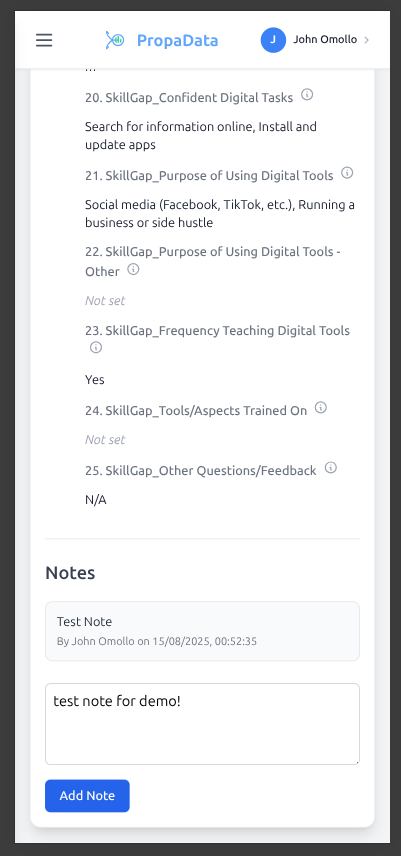 PropaData
J
John Omollo
20. SkillGap_Confident Digital Tasks
Search for information online, Install and
update apps
21. SkillGap_Purpose of Using Digital Tools
Social media (Facebook, TikTok, etc.), Running a
business or side hustle
22. SkillGap_Purpose of Using Digital Tools -
Other
Not set
23. SkillGap_Frequency Teaching Digital Tools
Yes
24. SkillGap_Tools/Aspects Trained On
Not set
25. SkillGap_Other Questions/Feedback
N/A
Notes
Test Note
By John Omollo on 15/08/2025, 00:52:35
test note for demo!
Add Note